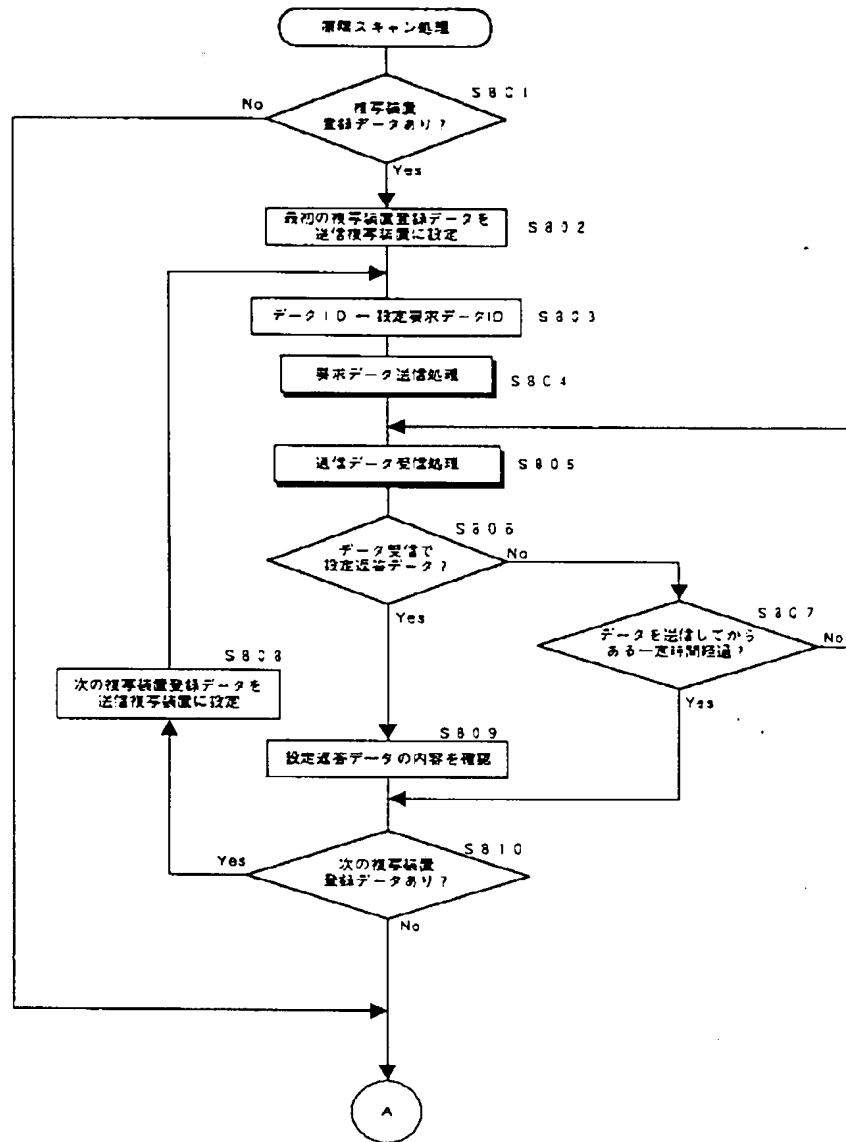 スキャン処理
S801
No
複写装置
登録データあり?
Yes
最初の複写装置登録データを
送信複写装置に設定
S802
データID ー 設定要求データID
S803
要求データ送信処理
S804
データ受信処理
S805
S806
データ受信で
設定返答データ?
No
Yes
S807
データを送信してから
ある一定時間経過?
No
Yes
S808
次の複写装置登録データを
送信複写装置に設定
S809
設定返答データの内容を確認
S810
Yes
次の複写装置
登録データあり?
No
A